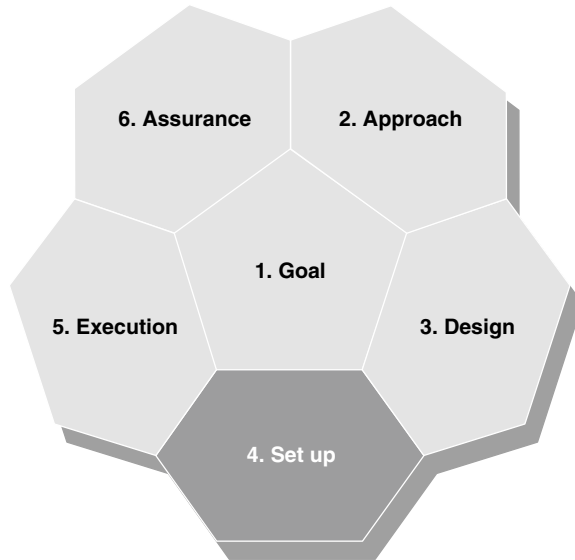 6. Assurance
2. Approach
1. Goal
5. Execution
3. Design
4. Set up